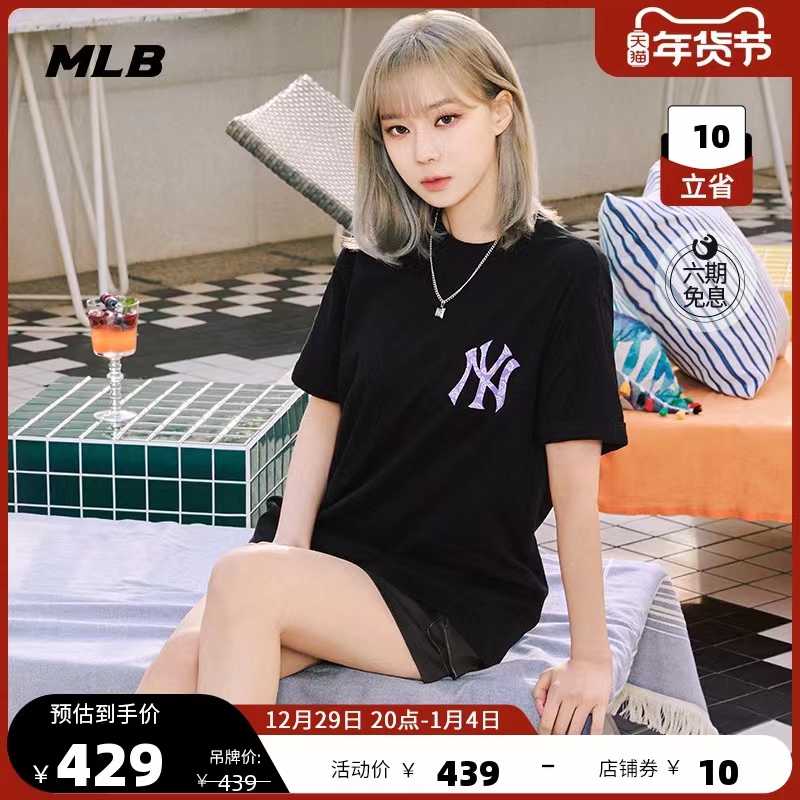 MLB
天猫 年货节
10
立省
六期
免息
NY
12月29日 20点-1月4日
预估到手价
¥429
吊牌价:
¥439
活动价 ¥ 439 - 店铺券 ¥ 10